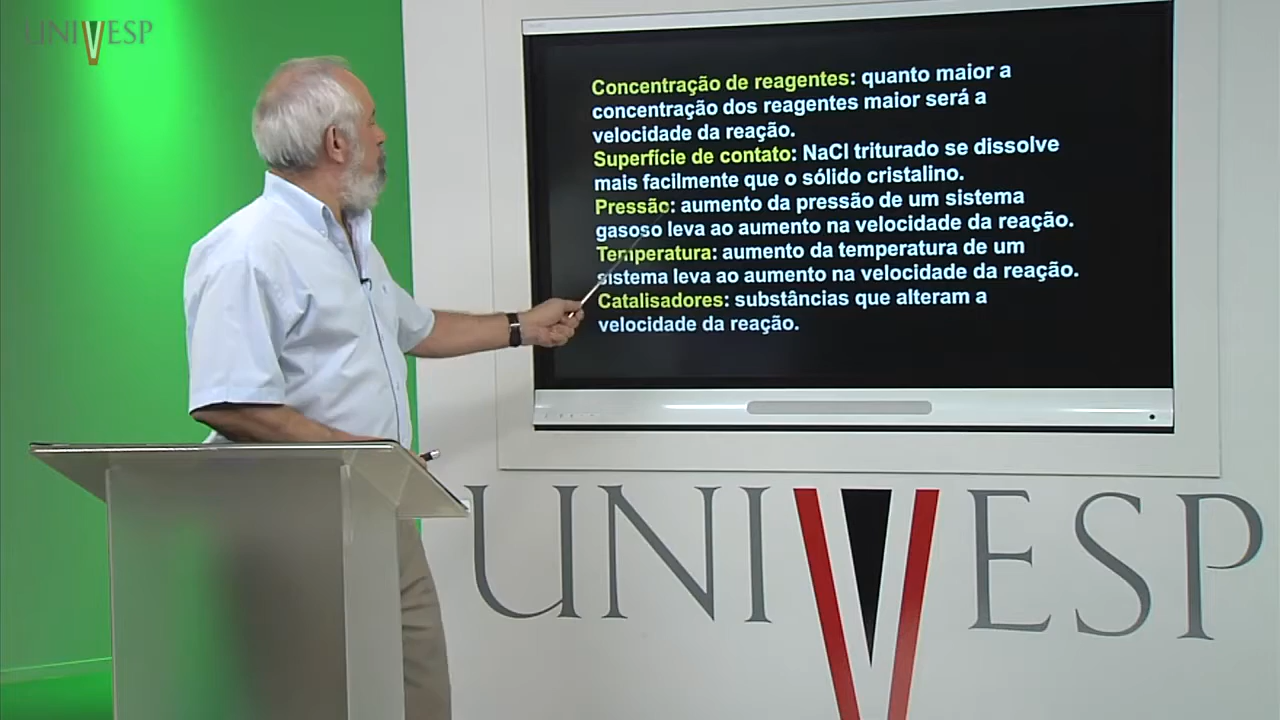 UNIVESP
Concentração de reagentes: quanto maior a
concentração dos reagentes maior será a
velocidade da reação.
Superfície de contato: NaCl triturado se dissolve
mais facilmente que o sólido cristalino.
Pressão: aumento da pressão de um sistema
gasoso leva ao aumento na velocidade da reação.
Temperatura: aumento da temperatura de um
sistema leva ao aumento na velocidade da reação.
Catalisadores: substâncias que alteram a
velocidade da reação.
UNIVESP